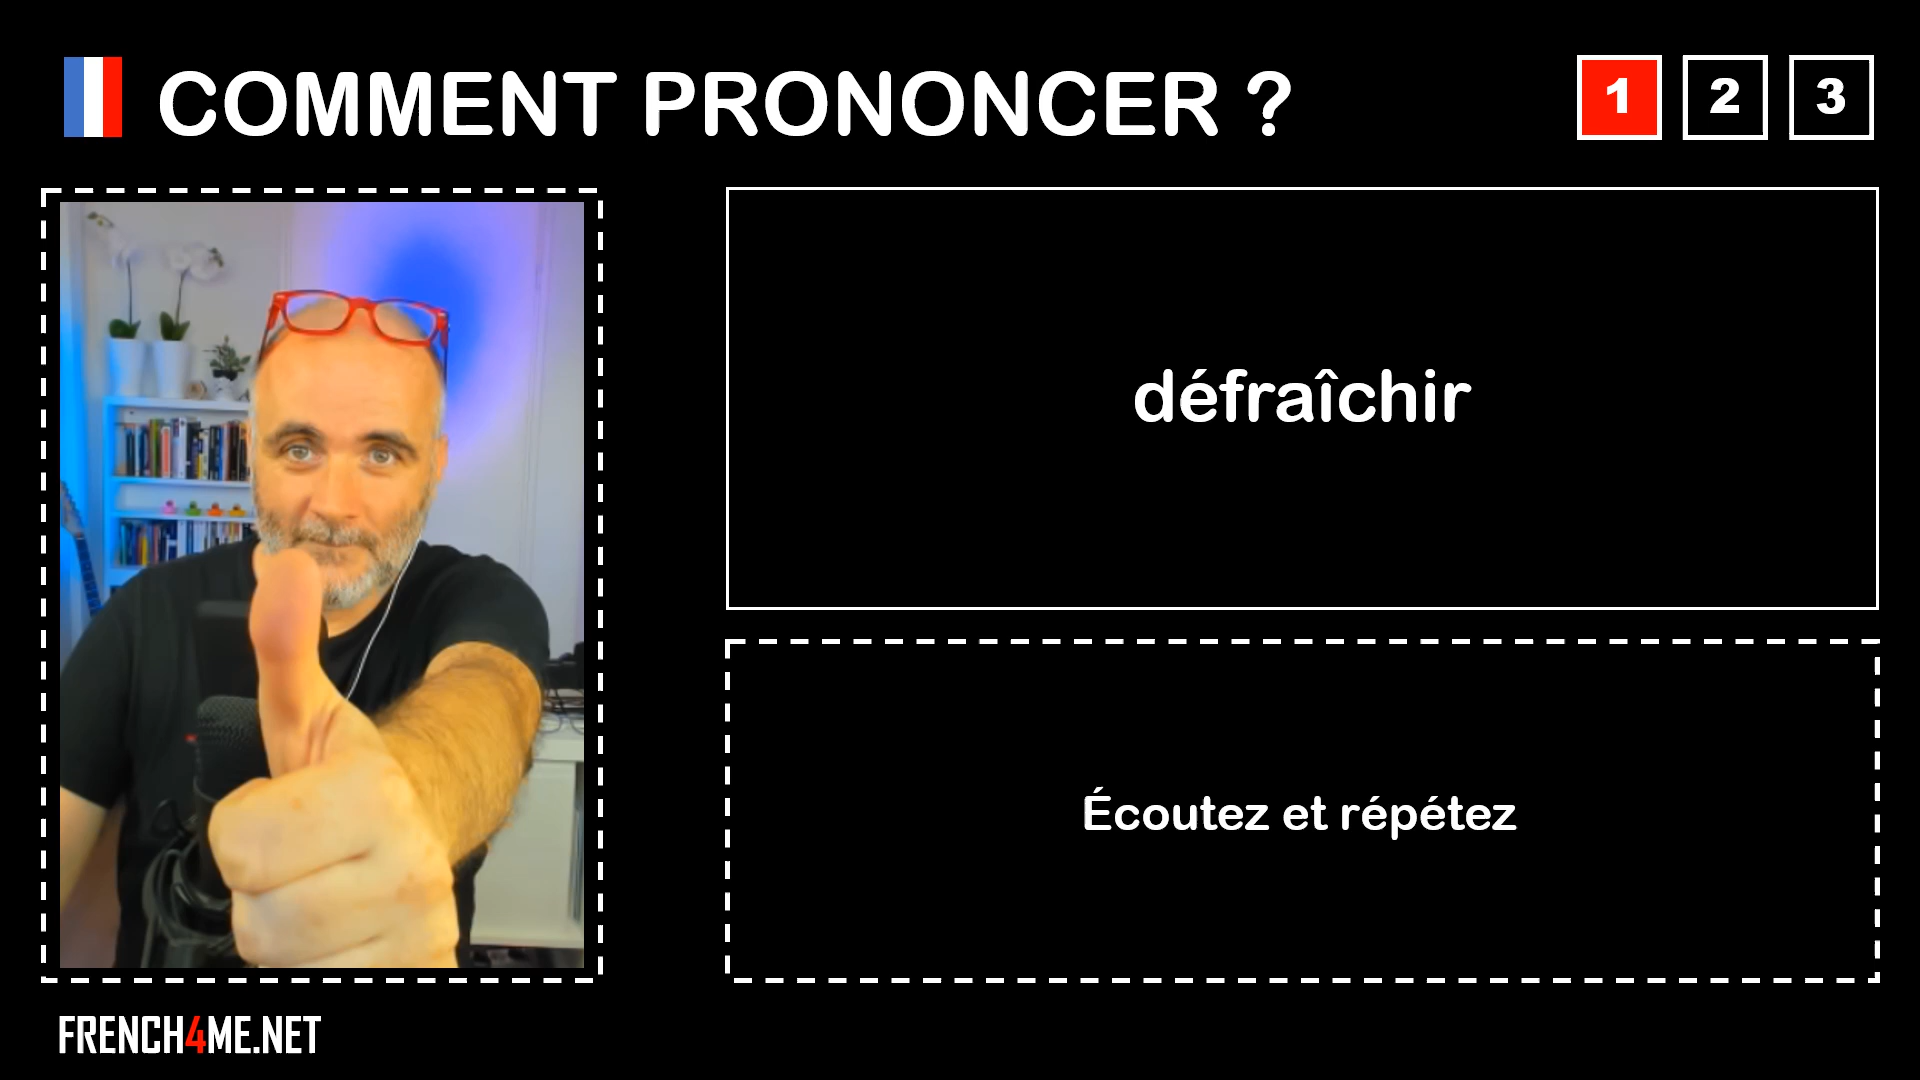 COMMENT PRONONCER ?
1 2 3
défraîchir
Écoutez et répétez
FRENCH4ME.NET